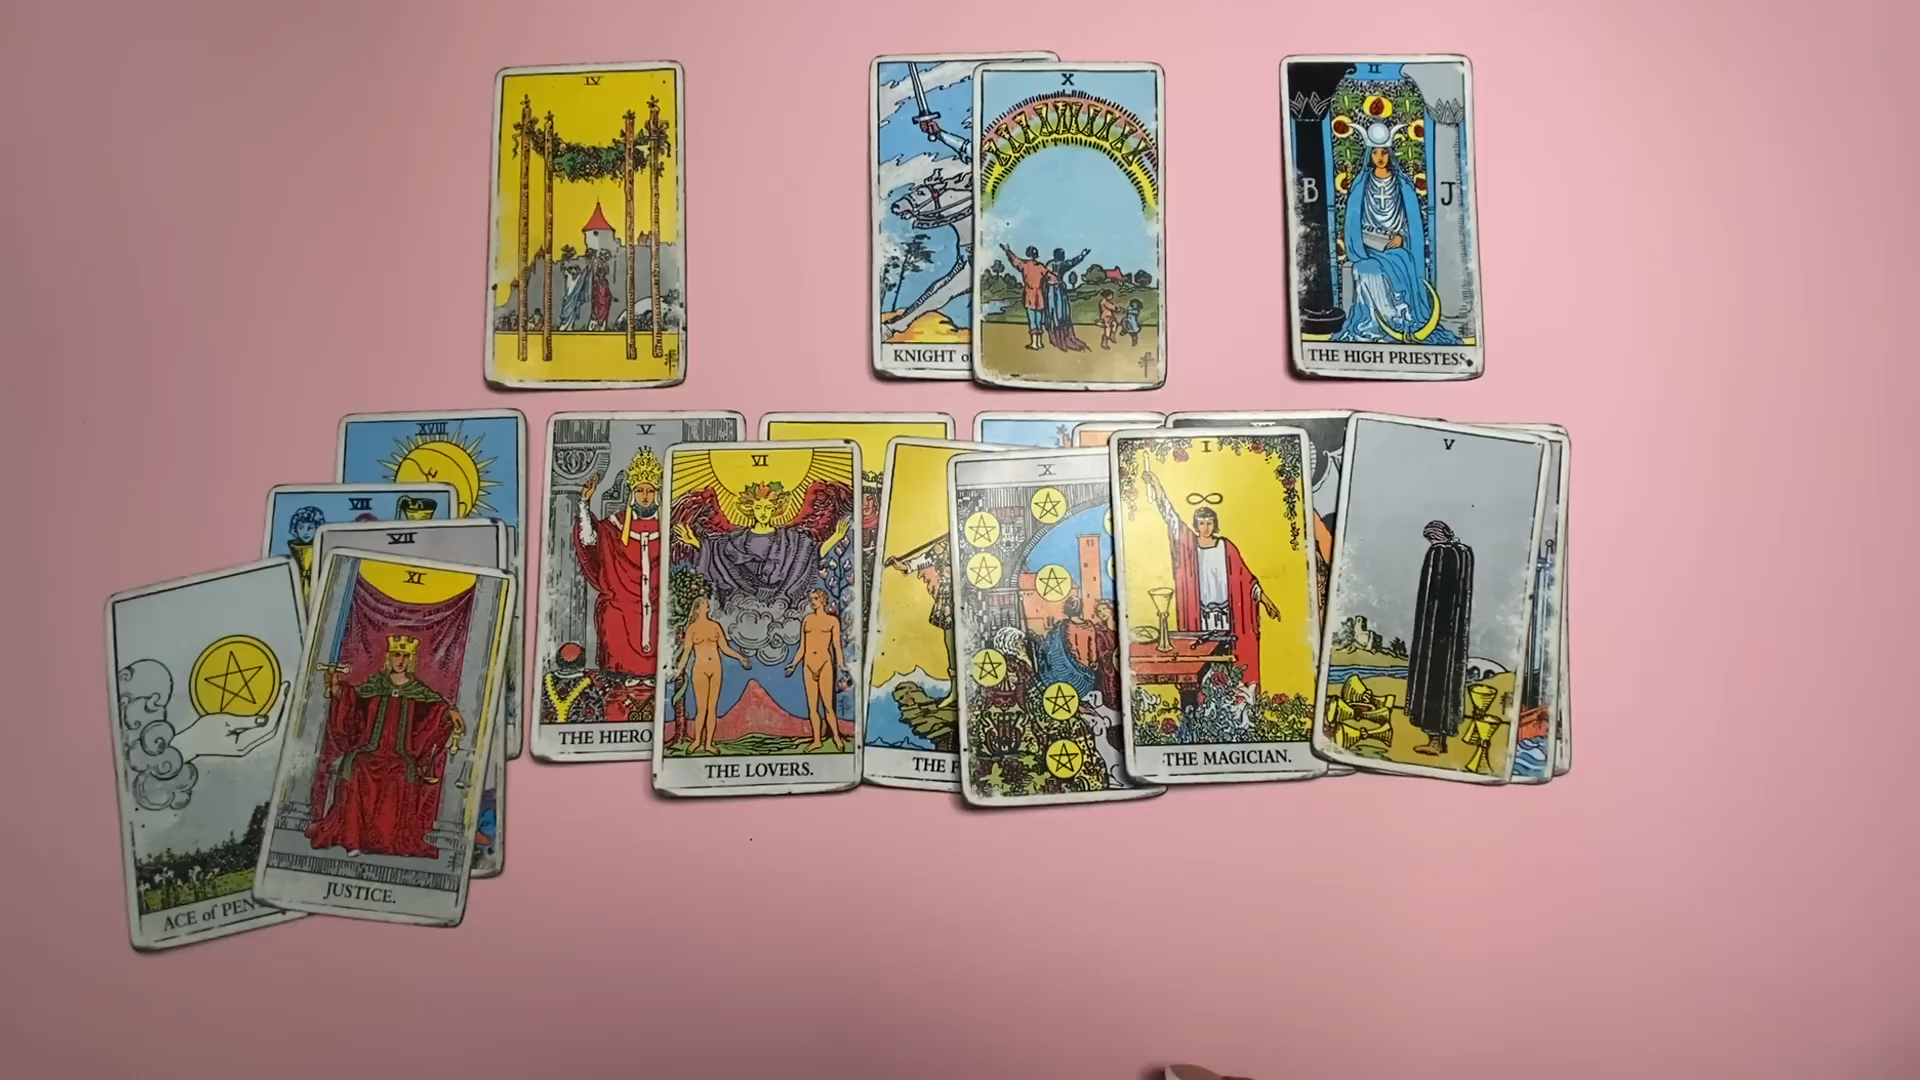 IV
X
KNIGHT of
II
B
J
THE HIGH PRIESTESS.
XVIII
VII
VII
XI
ACE of PEN
JUSTICE.
V
THE HIERO
VI
THE LOVERS.
THE F
X
I
THE MAGICIAN.
V